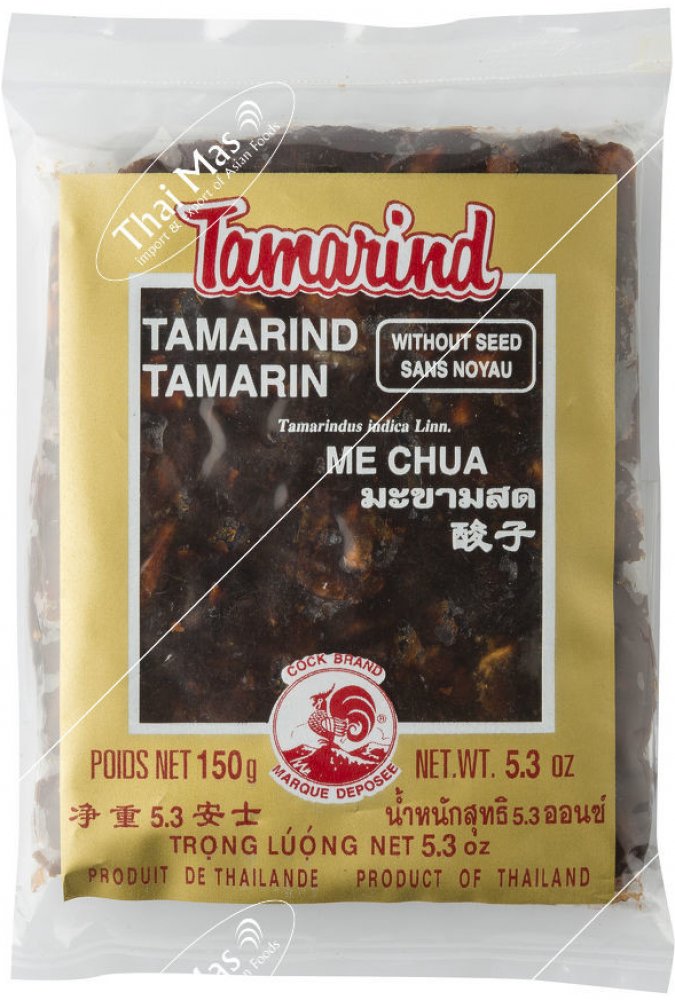 Thai Mas
import & export of Asian Foods
Tamarind
TAMARIND
TAMARIN
WITHOUT SEED
SANS NOYAU
Tamarindus indica Linn.
ME CHUA
มะขามสด
酸子
COCK BRAND
®
MARQUE DEPOSEE
POIDS NET 150g
NET.WT. 5.3 oz
净重 5.3 安士
น้ำหนักสุทธิ 5.3 ออนซ์
TRỌNG LÚỌNG NET 5.3 oz
PRODUIT DE THAILANDE
PRODUCT OF THAILAND
Mas
Foods